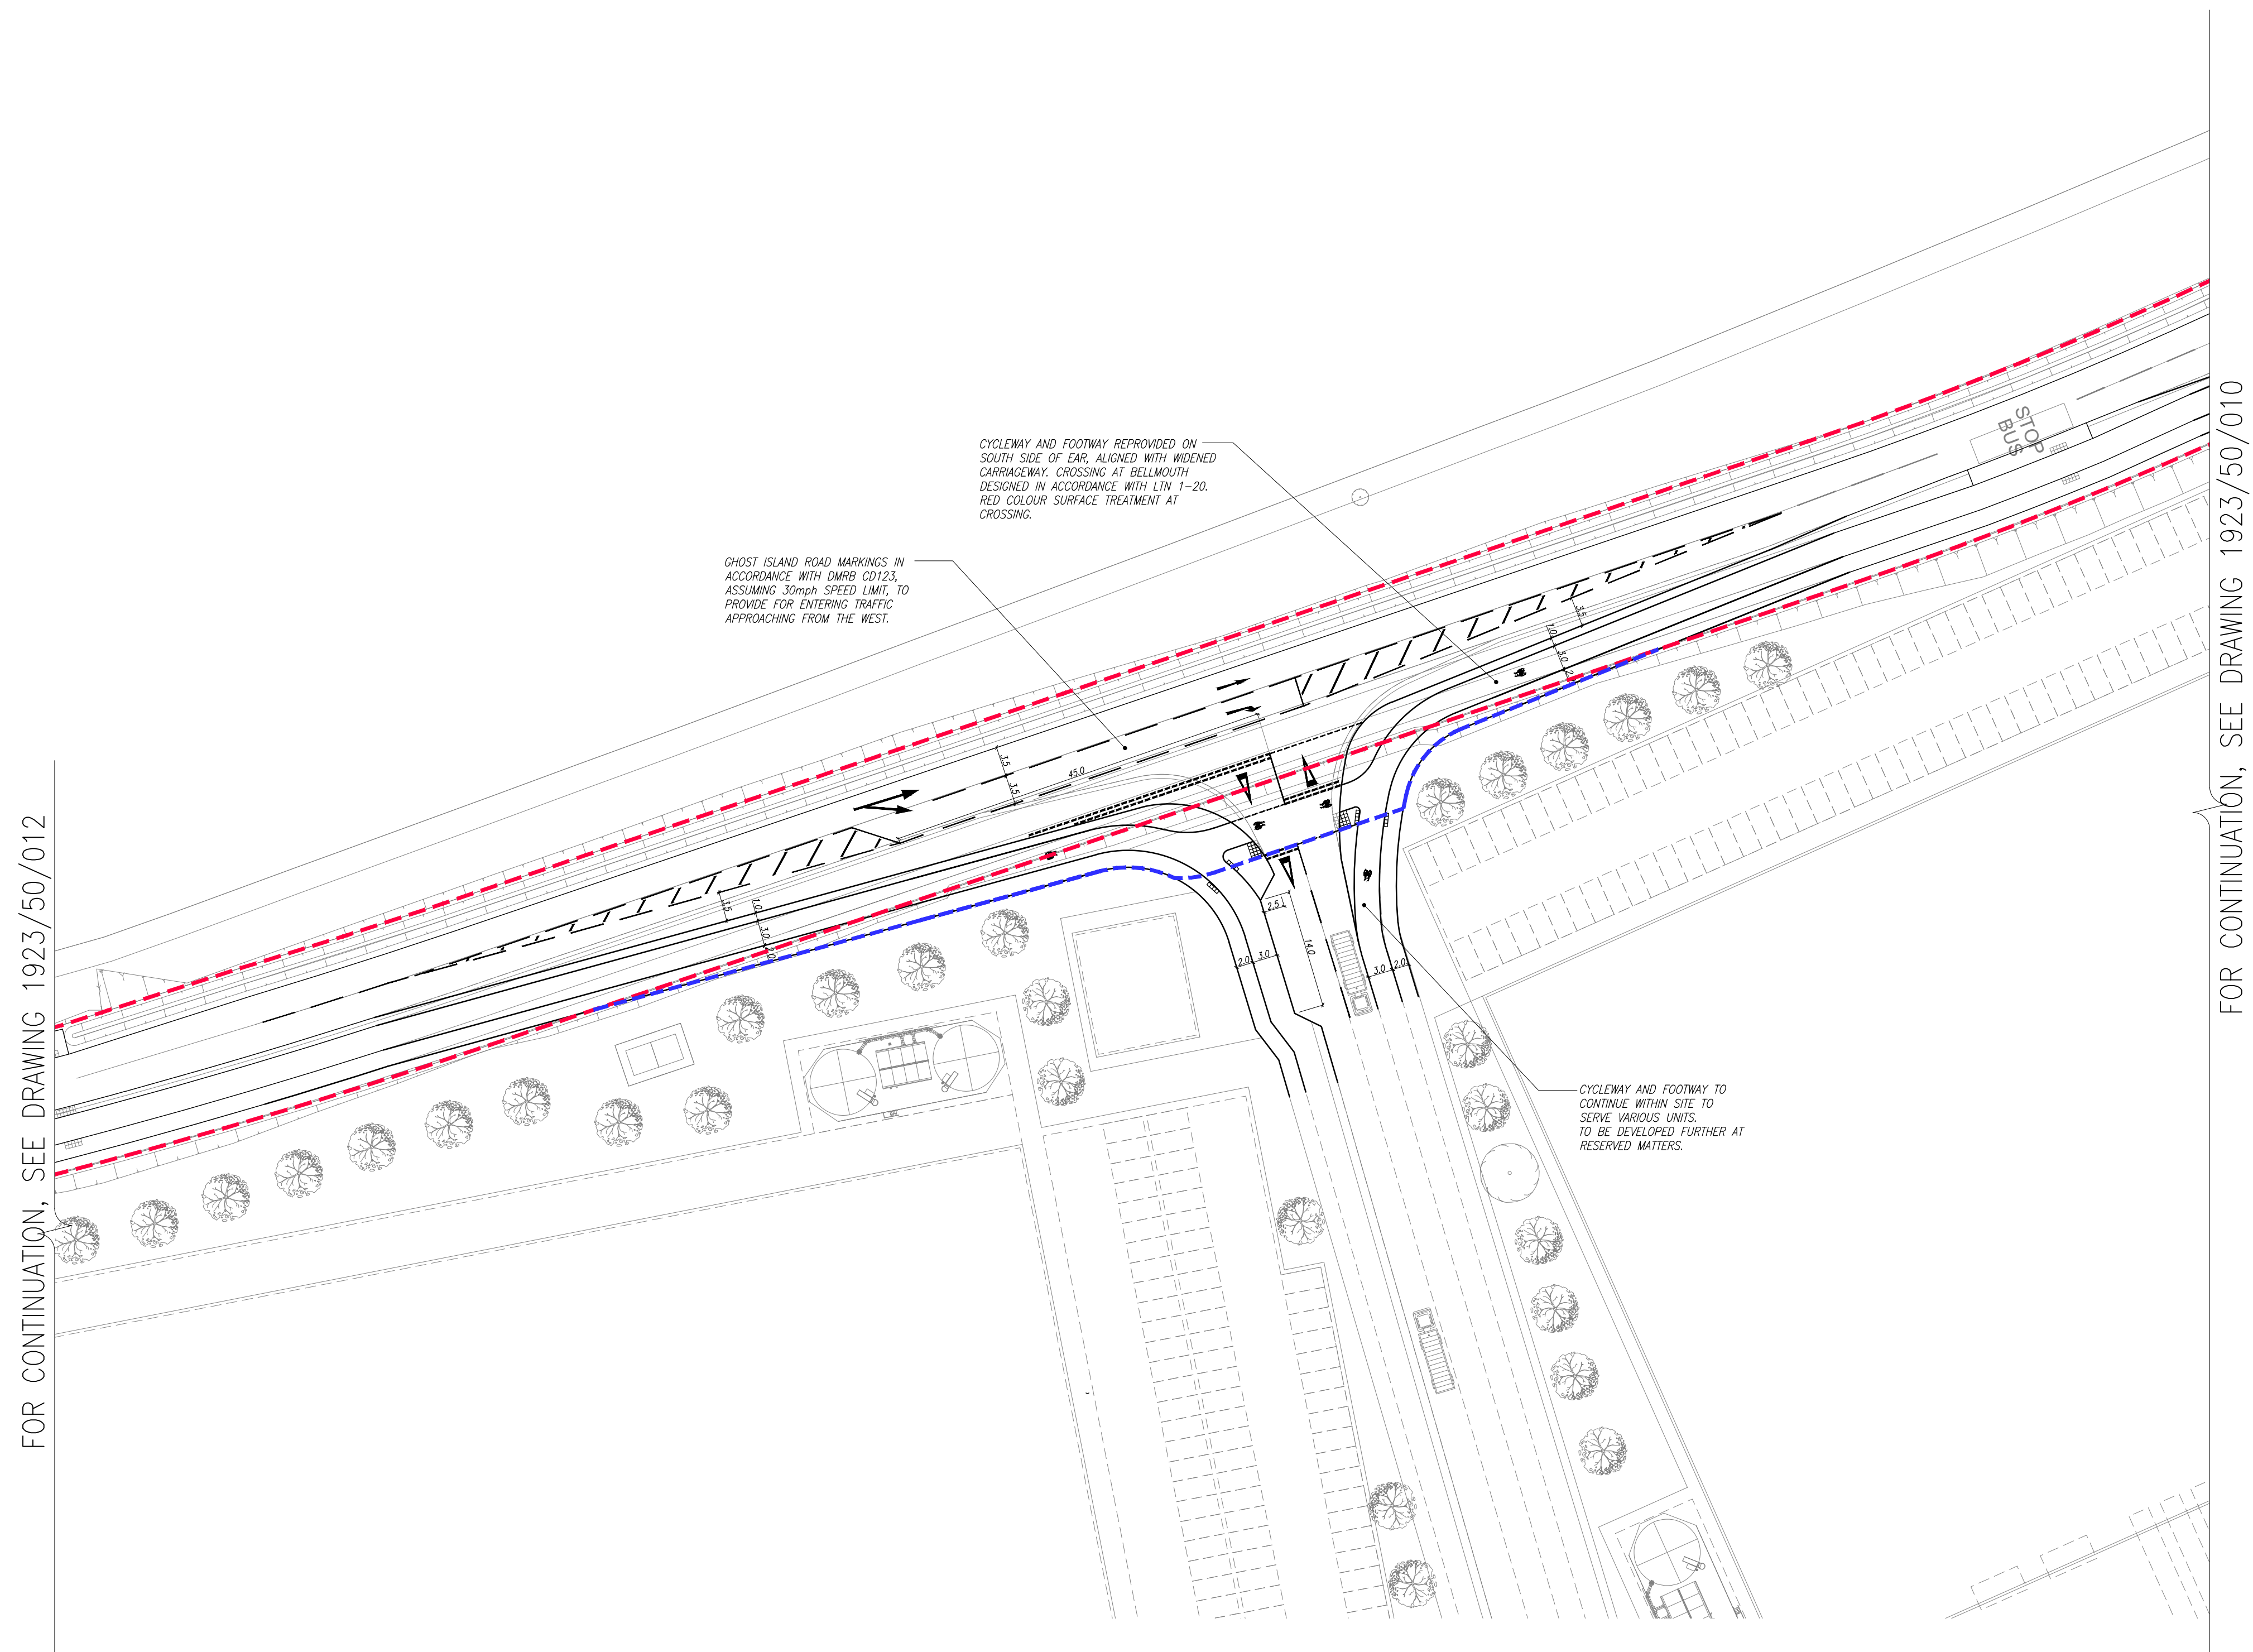 CYCLEWAY AND FOOTWAY REPROVIDED ON
SOUTH SIDE OF EAR, ALIGNED WITH WIDENED
CARRIAGEWAY. CROSSING AT BELLMOUTH
DESIGNED IN ACCORDANCE WITH LTN 1-20.
RED COLOUR SURFACE TREATMENT AT
CROSSING.
GHOST ISLAND ROAD MARKINGS IN
ACCORDANCE WITH DMRB CD123,
ASSUMING 30mph SPEED LIMIT, TO
PROVIDE FOR ENTERING TRAFFIC
APPROACHING FROM THE WEST.
STOP
BUS
3.5
1.0
3.0
2.0
3.5
3.5
45.0
3.5
1.0
3.0
2.0
2.5
14.0
2.0
3.0
3.0
2.0
CYCLEWAY AND FOOTWAY TO
CONTINUE WITHIN SITE TO
SERVE VARIOUS UNITS.
TO BE DEVELOPED FURTHER AT
RESERVED MATTERS.
FOR CONTINUATION, SEE DRAWING 1923/50/012
FOR CONTINUATION, SEE DRAWING 1923/50/010